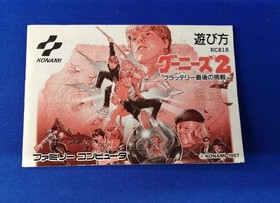 遊び方
RC818
KONAMI
グーニーズ2
フラッテリー最後の挑戦
ファミリー コンピュータ
©KONAMI 1987